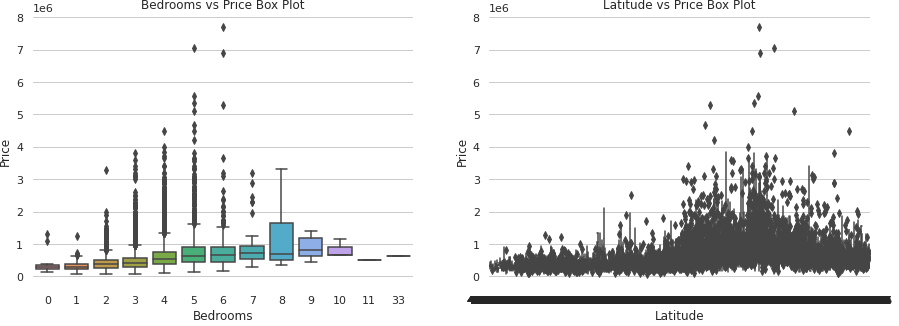 Bedrooms vs Price Box Plot
1e6
8
7
6
5
4
3
2
1
0
Price
0 1 2 3 4 5 6 7 8 9 10 11 33
Bedrooms
Latitude vs Price Box Plot
1e6
8
7
6
5
4
3
2
1
0
Price
Latitude